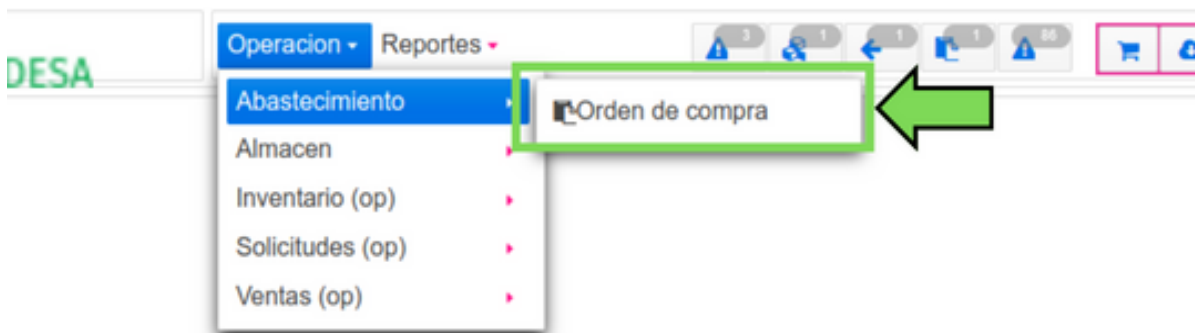 DESA
Operacion Reportes
3 1 1 1 86
Abastecimiento
Orden de compra
Almacen
Inventario (op)
Solicitudes (op)
Ventas (op)